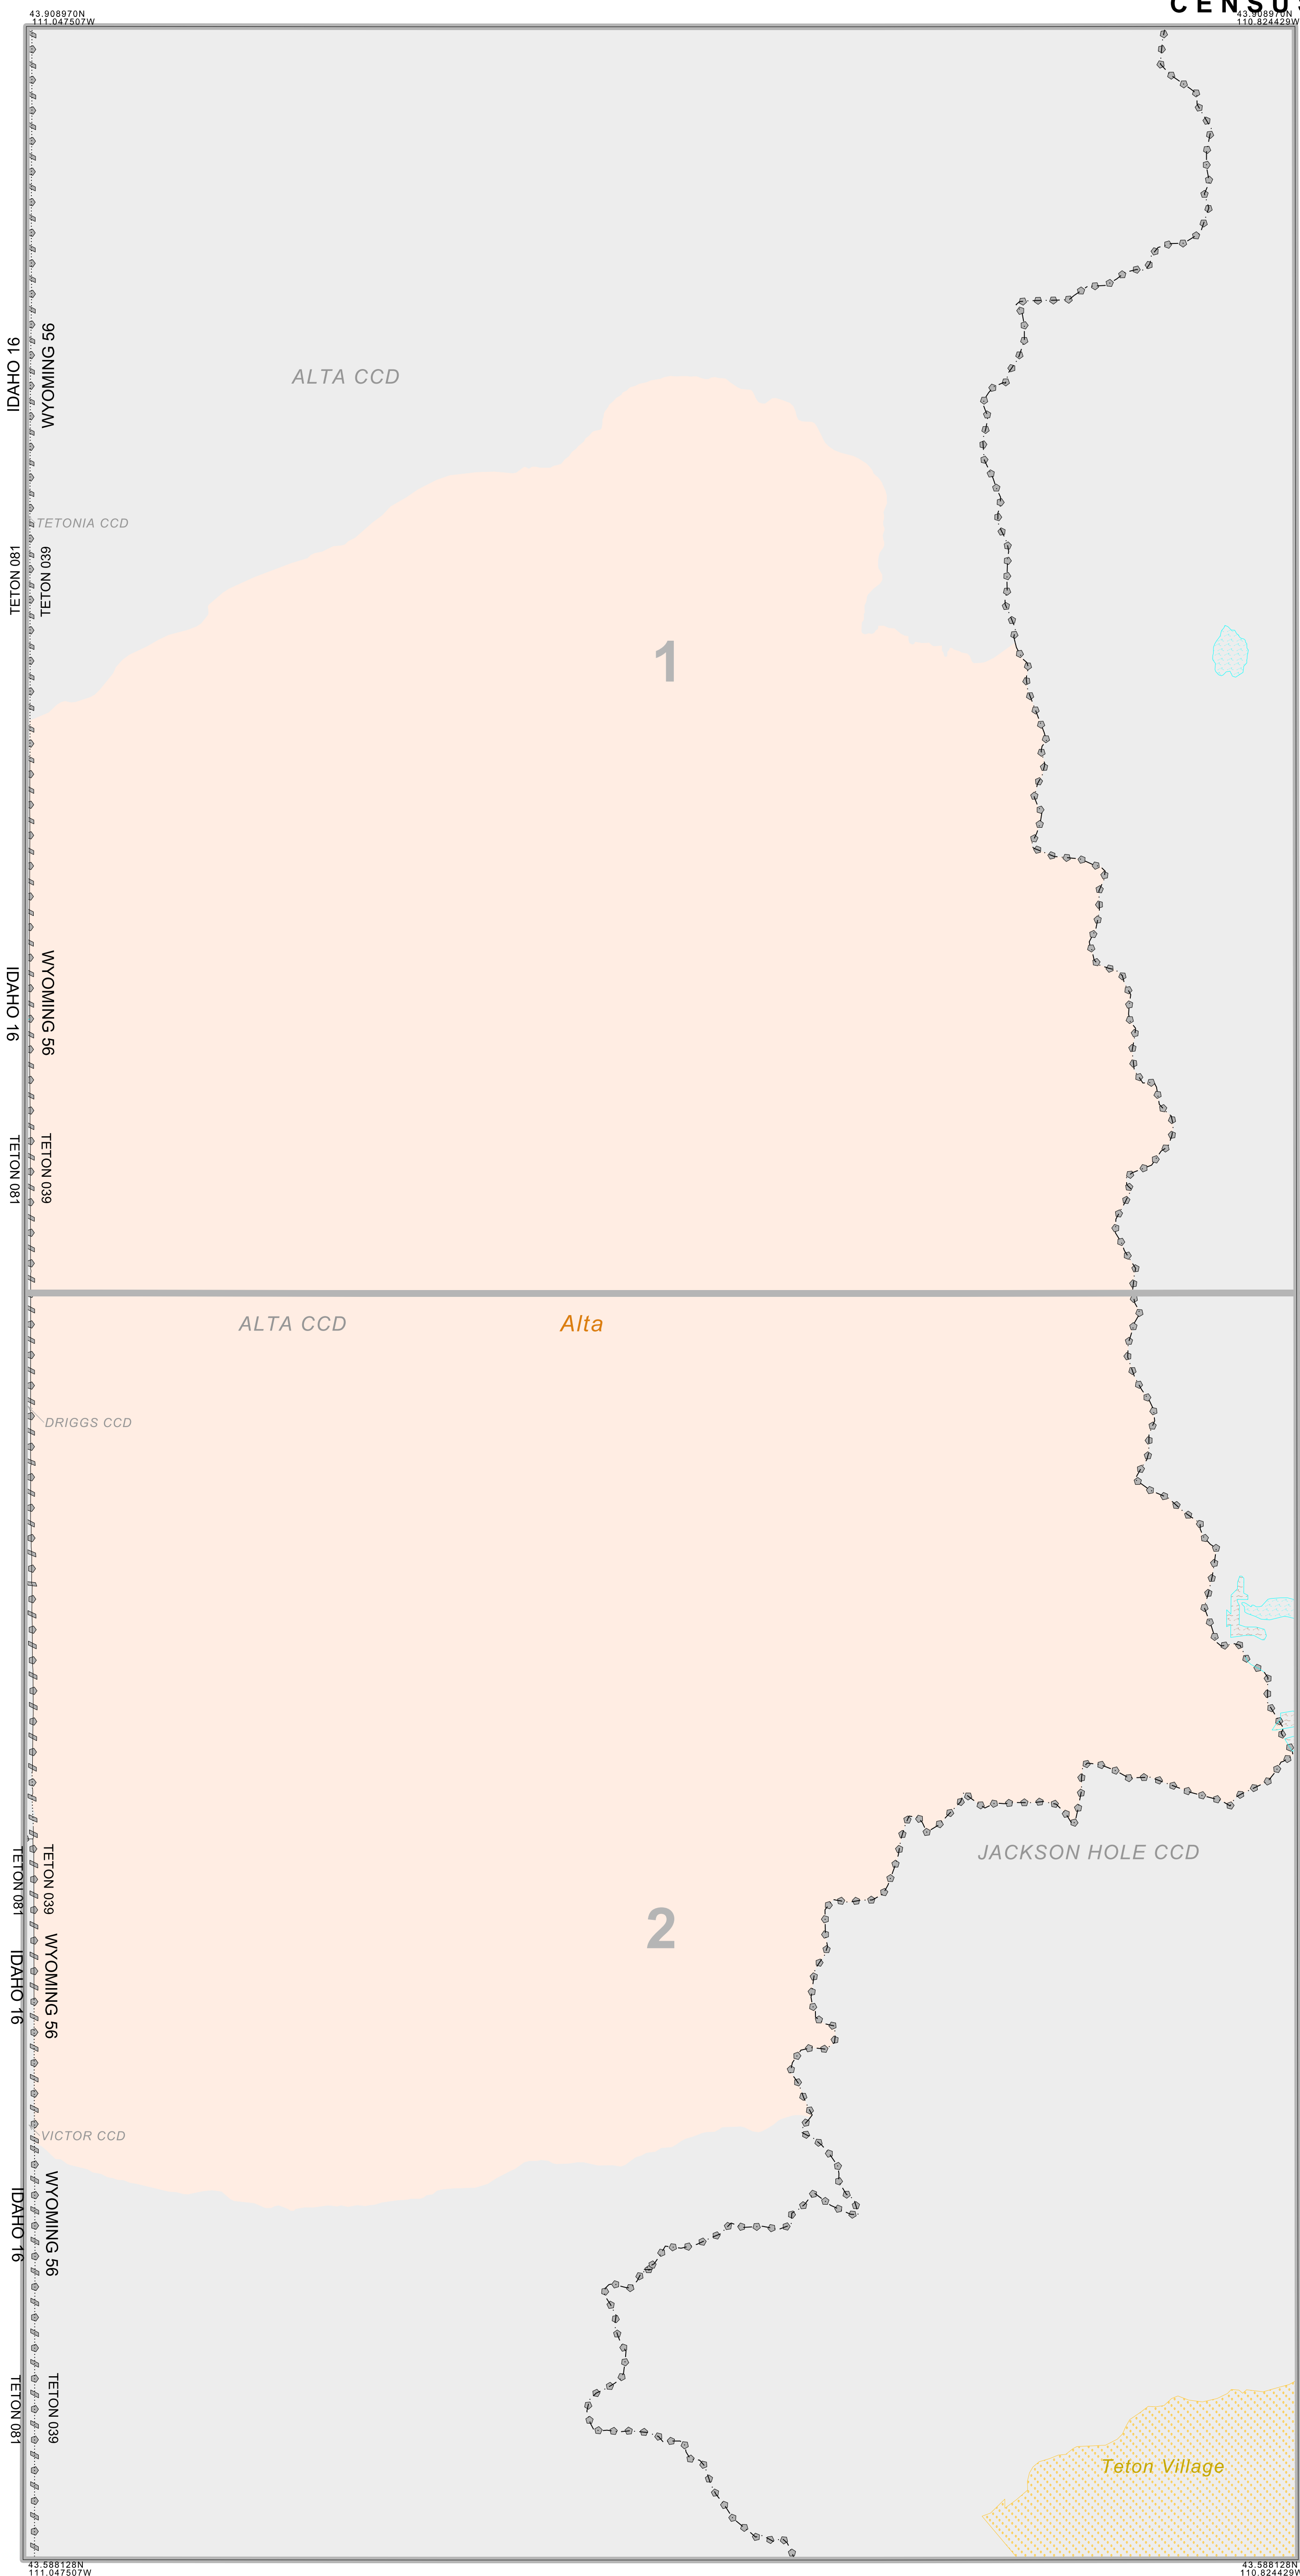 CENSUS
43.908970N
111.047507W
43.908970N
110.824429W
IDAHO 16
WYOMING 56
ALTA CCD
TETONIA CCD
TETON 081
TETON 039
1
IDAHO 16
WYOMING 56
TETON 081
TETON 039
ALTA CCD
Alta
DRIGGS CCD
JACKSON HOLE CCD
TETON 081
TETON 039
2
IDAHO 16
WYOMING 56
VICTOR CCD
IDAHO 16
WYOMING 56
TETON 081
TETON 039
Teton Village
43.588128N
111.047507W
43.588128N
110.824429W